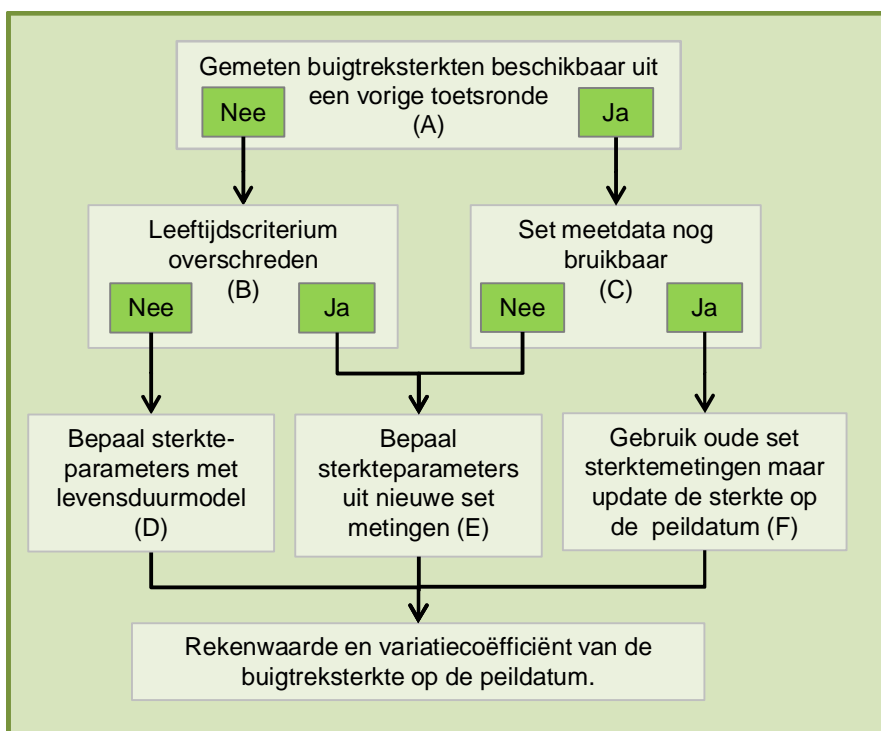 Gemeten buigtreksterkten beschikbaar uit
een vorige toetsronde
(A)
Nee
Ja
Leeftijdscriterium
overschreden
(B)
Nee
Ja
Set meetdata nog
bruikbaar
(C)
Nee
Ja
Bepaal sterkte-
parameters met
levensduurmodel
(D)
Bepaal
sterkteparameters
uit nieuwe set
metingen (E)
Gebruik oude set
sterktemetingen maar
update de sterkte op
de peildatum (F)
Rekenwaarde en variatiecoëfficiënt van de
buigtreksterkte op de peildatum.